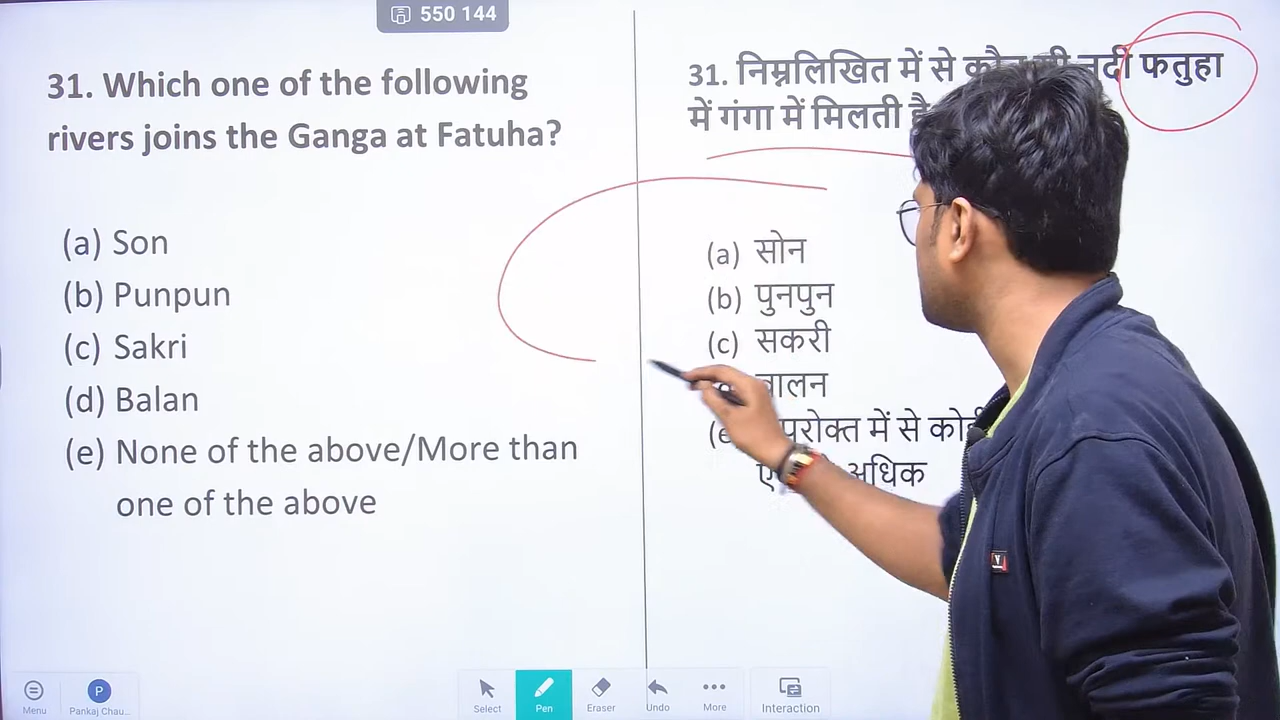 550 144
31. Which one of the following
rivers joins the Ganga at Fatuha?
(a) Son
(b) Punpun
(c) Sakri
(d) Balan
(e) None of the above/More than
one of the above
31. निम्नलिखित में से नदी फतुहा
में गंगा में मिलती
(a) सोन
(b) पुनपुन
(c) सकरी
बालन
में से
अधिक
Menu
P
Pankaj Chau...
Select
Pen
Eraser
Undo
More
Interaction